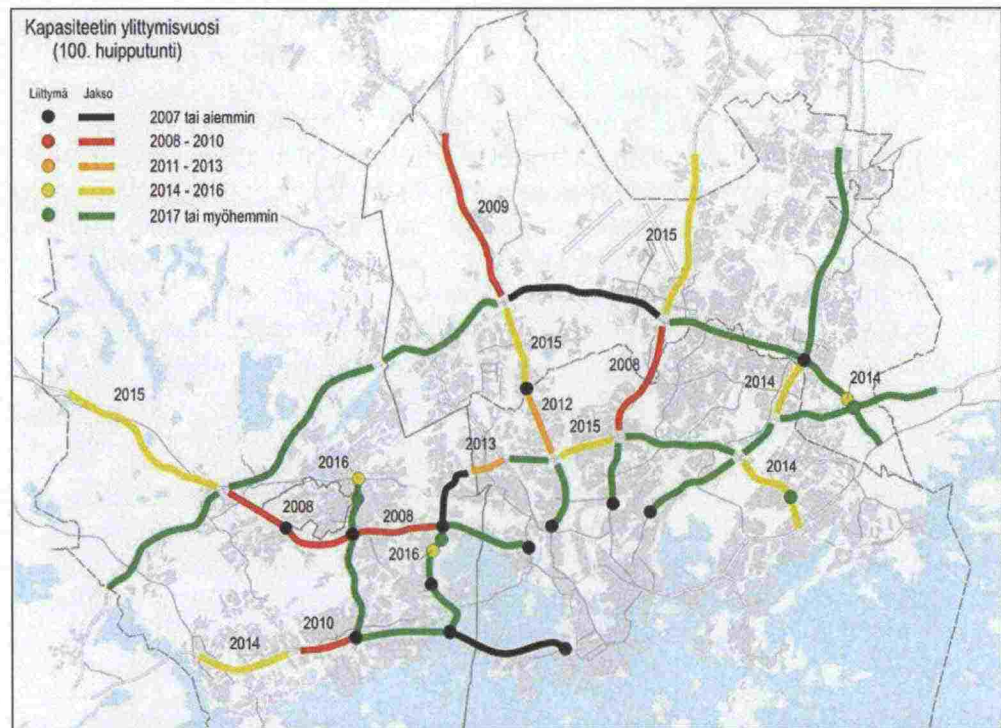 Kapasiteetin ylittymisvuosi
(100. huipputunti)
Liittymä Jakso
2007 tai aiemmin
2008 - 2010
2011 - 2013
2014 - 2016
2017 tai myöhemmin
2009
2015
2015
2008
2015
2012
2014
2014
2015
2013
2016
2014
2008
2008
2016
2010
2014